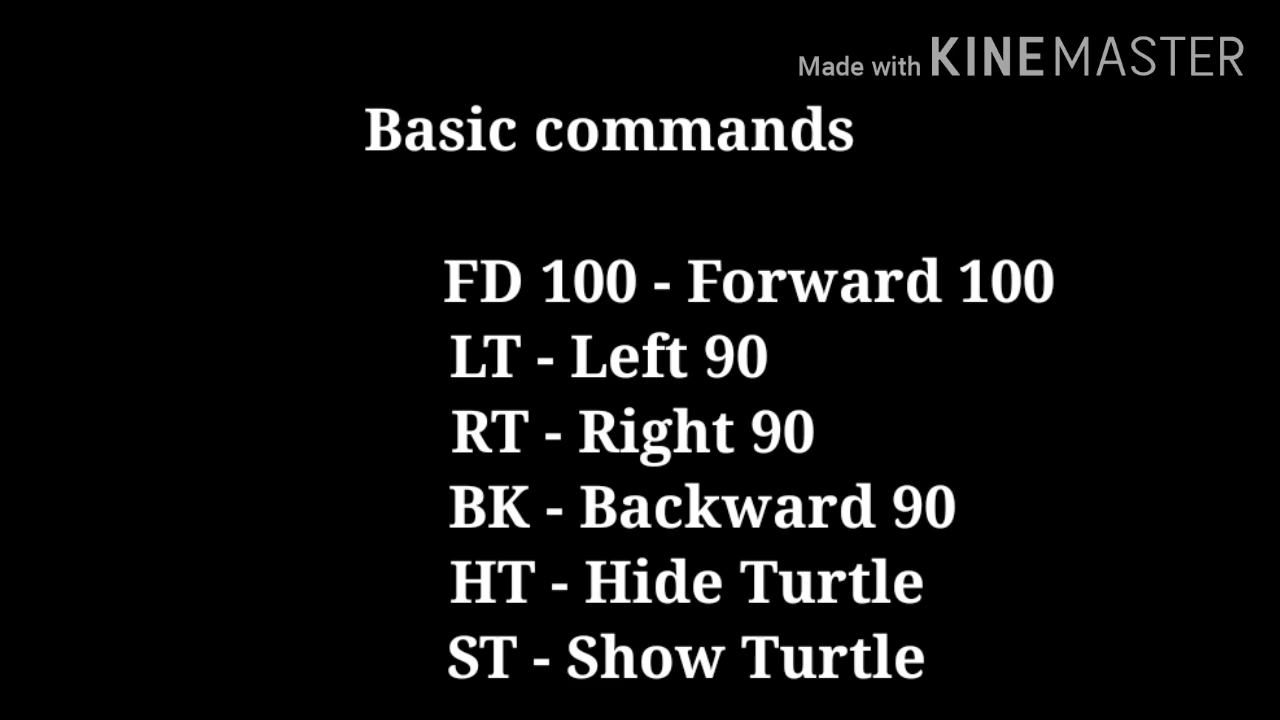 Made with KINEMASTER
Basic commands
FD 100 - Forward 100
LT - Left 90
RT - Right 90
BK - Backward 90
HT - Hide Turtle
ST - Show Turtle